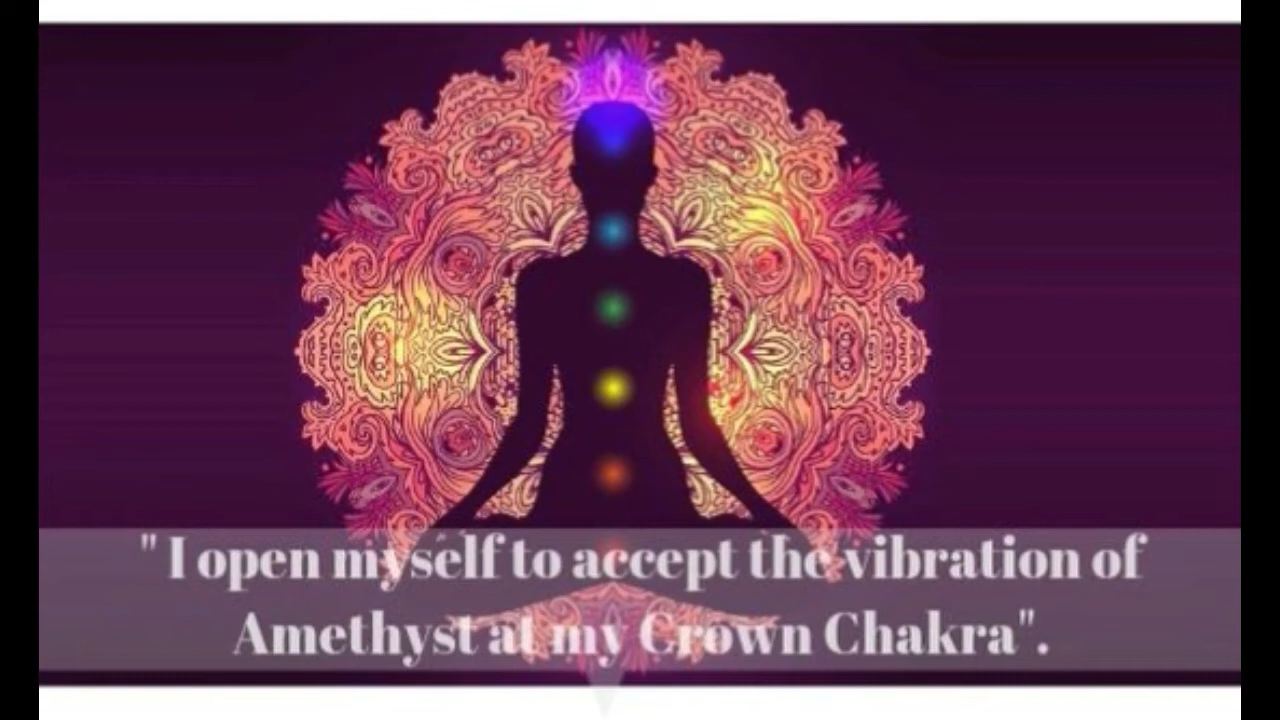 " I open myself to accept the vibration of
Amethyst at my Crown Chakra".